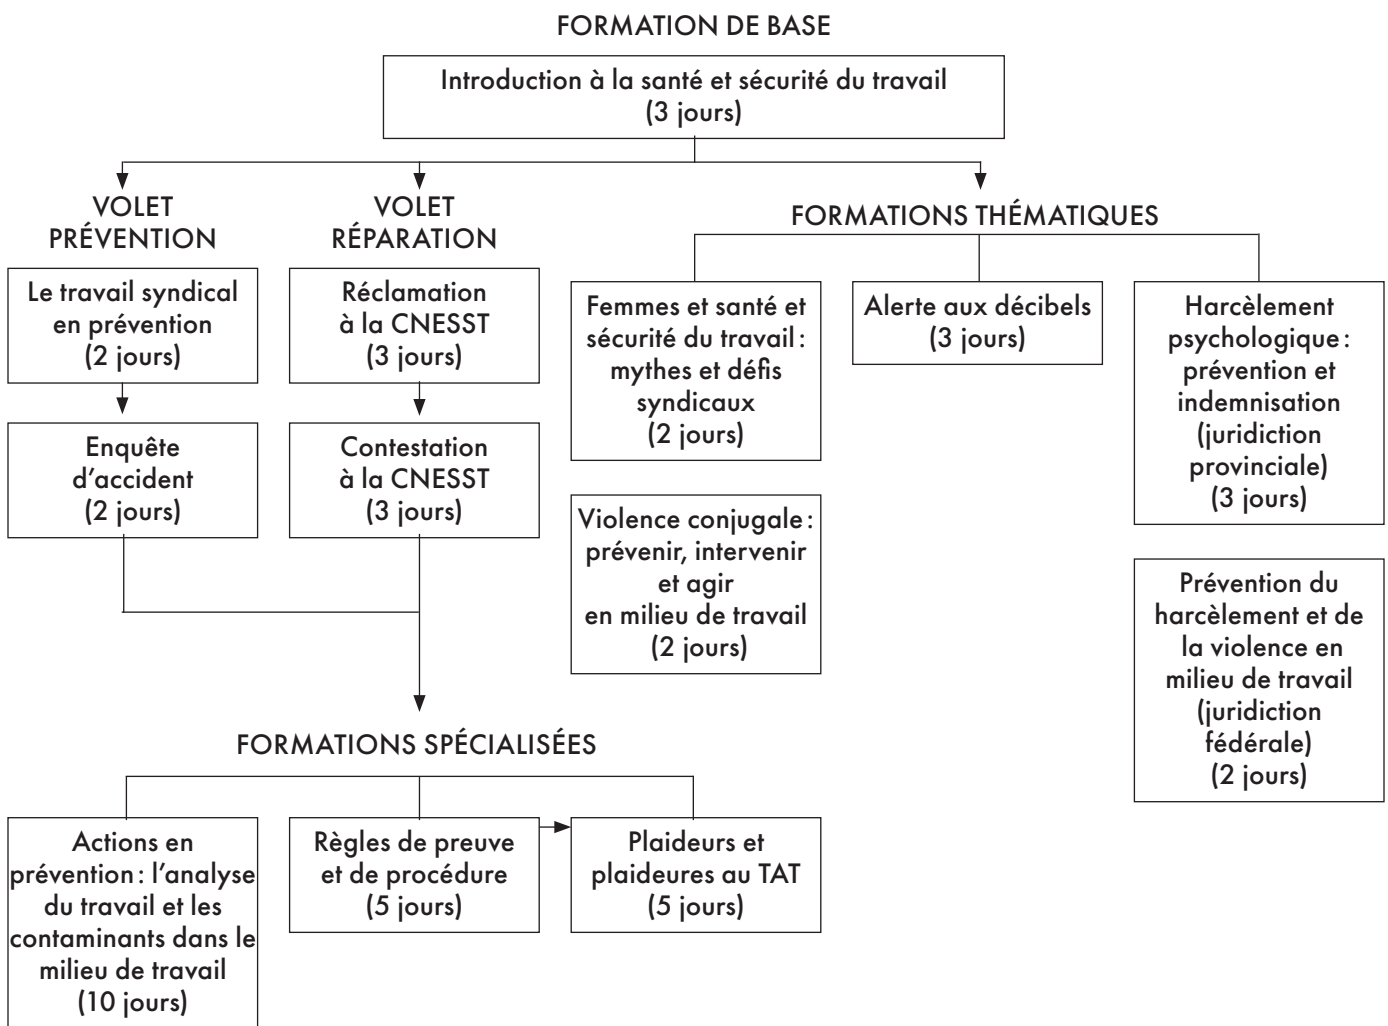 FORMATION DE BASE
Introduction à la santé et sécurité du travail
(3 jours)
VOLET
PRÉVENTION
Le travail syndical
en prévention
(2 jours)
Enquête
d'accident
(2 jours)
VOLET
RÉPARATION
Réclamation
à la CNESST
(3 jours)
Contestation
à la CNESST
(3 jours)
FORMATIONS THÉMATIQUES
Femmes et santé et
sécurité du travail :
mythes et défis
syndicaux
(2 jours)
Violence conjugale :
prévenir, intervenir
et agir
en milieu de travail
(2 jours)
Alerte aux décibels
(3 jours)
Harcèlement
psychologique :
prévention et
indemnisation
(juridiction
provinciale)
(3 jours)
Prévention du
harcèlement et de
la violence en
milieu de travail
(juridiction
fédérale)
(2 jours)
FORMATIONS SPÉCIALISÉES
Actions en
prévention : l'analyse
du travail et les
contaminants dans le
milieu de travail
(10 jours)
Règles de preuve
et de procédure
(5 jours)
Plaideurs et
plaideures au TAT
(5 jours)